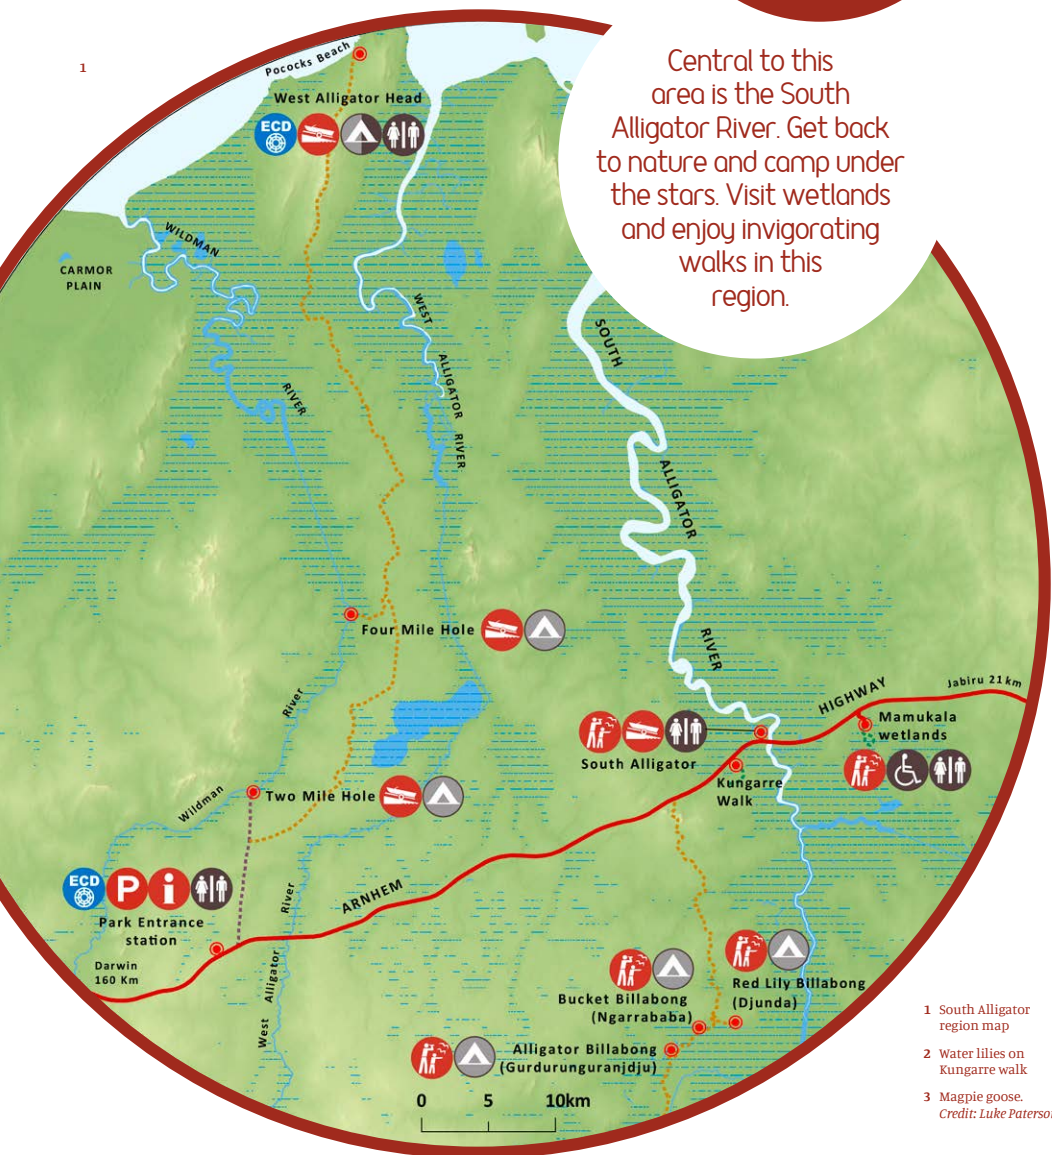 1
Central to this
area is the South
Alligator River. Get back
to nature and camp under
the stars. Visit wetlands
and enjoy invigorating
walks in this
region.
Pococks Beach
West Alligator Head
ECD
WILDMAN
RIVER
CARMOR
PLAIN
WEST
ALLIGATOR
RIVER
SOUTH
ALLIGATOR
RIVER
Four Mile Hole
River
Wildman
Two Mile Hole
HIGHWAY
Jabiru 21km
Mamukala
wetlands
South Alligator
Kungarre
Walk
ECD
P
i
Park Entrance
station
Darwin
160 Km
ARNHEM
River
Alligator
West
Bucket Billabong
(Ngarrababa)
Red Lily Billabong
(Djunda)
Alligator Billabong
(Gurdurunguranjdju)
0 5 10km
1 South Alligator
region map
2 Water lilies on
Kungarre walk
3 Magpie goose.
Credit: Luke Paterso